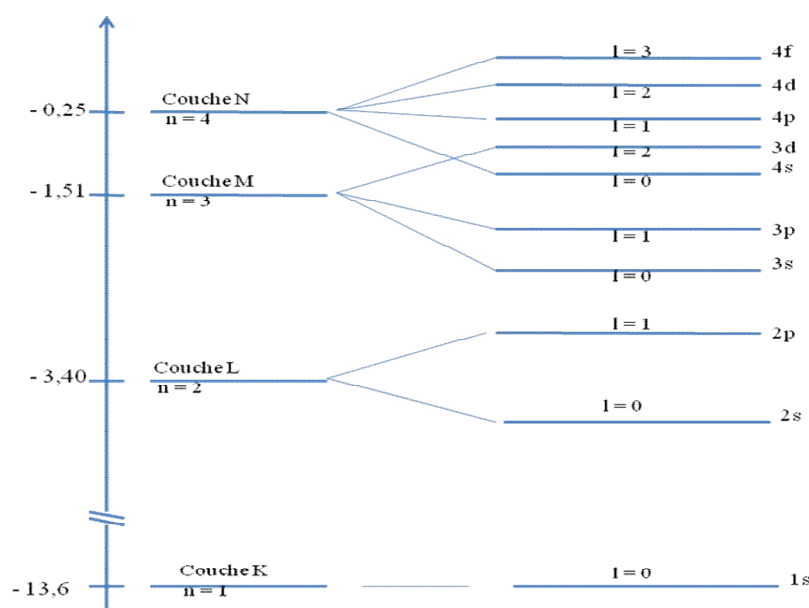 l = 3 4f
l = 2 4d
Couche N
- 0,25 n = 4
l = 1 4p
l = 2 3d
l = 0 4s
Couche M
- 1,51 n = 3
l = 1 3p
l = 0 3s
l = 1 2p
Couche L
- 3,40 n = 2
l = 0 2s
Couche K
- 13,6 n = 1
l = 0 1s